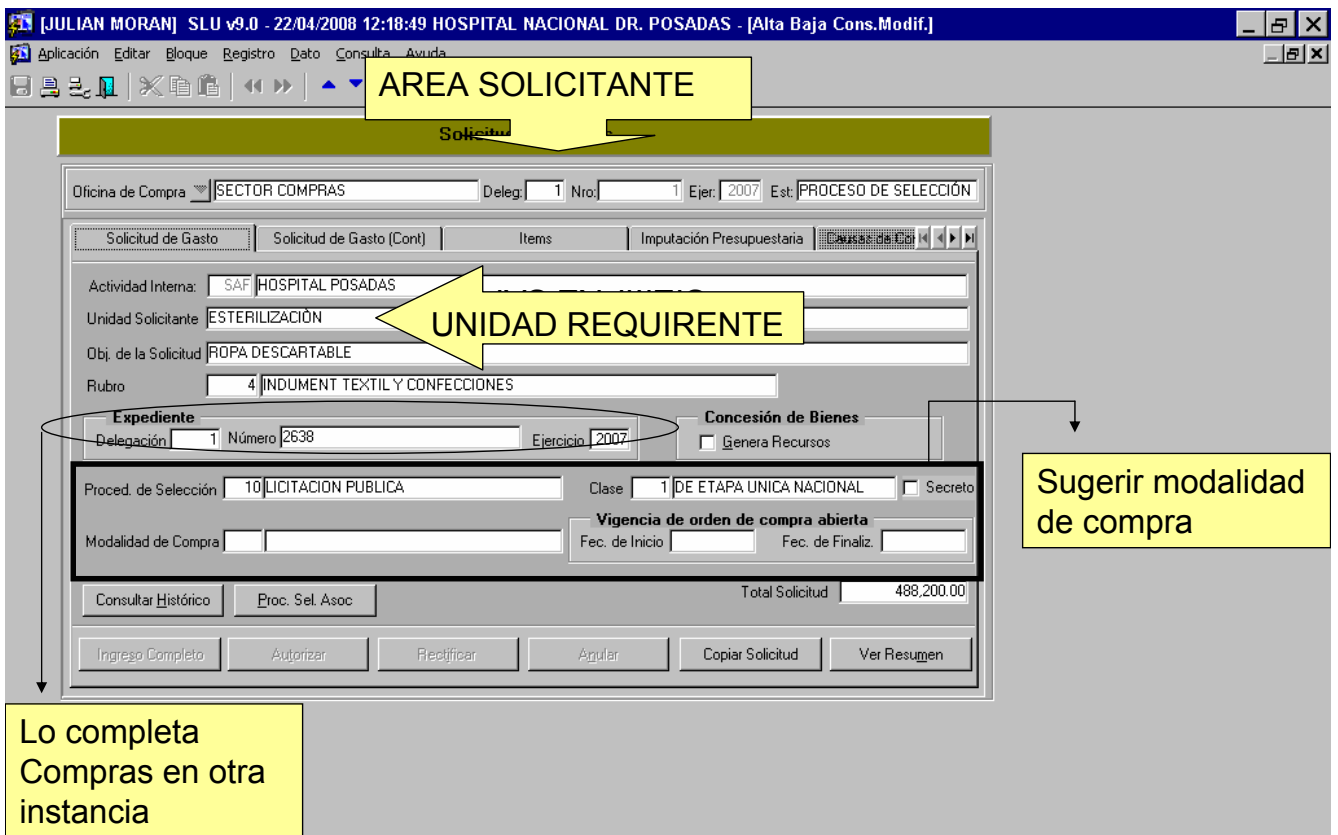 [JULIAN MORAN] SLU v9.0 - 22/04/2008 12:18:49 HOSPITAL NACIONAL DR. POSADAS - [Alta Baja Cons.Modif.]
Aplicación Editar Bloque Registro Dato Consulta Ayuda
AREA SOLICITANTE
Oficina de Compra SECTOR COMPRAS Deleg: 1 Nro: 1 Ejer: 2007 Est: PROCESO DE SELECCIÓN
Solicitud de Gasto Solicitud de Gasto (Cont) Items Imputación Presupuestaria Causas de
Actividad Interna: SAF HOSPITAL POSADAS
Unidad Solicitante ESTERILIZACIÓN
UNIDAD REQUIRENTE
Obj. de la Solicitud ROPA DESCARTABLE
Rubro 4 INDUMENT TEXTIL Y CONFECCIONES
Expediente Concesión de Bienes
Delegación 1 Número 2638 Ejercicio 2007 Genera Recursos
Proced. de Selección 10 LICITACION PUBLICA Clase 1 DE ETAPA UNICA NACIONAL Secreto
Vigencia de orden de compra abierta
Modalidad de Compra Fec. de Inicio Fec. de Finaliz.
Sugerir modalidad
de compra
Consultar Histórico Proc. Sel. Asoc Total Solicitud 488,200.00
Ingreso Completo Autorizar Rectificar Anular Copiar Solicitud Ver Resumen
Lo completa
Compras en otra
instancia